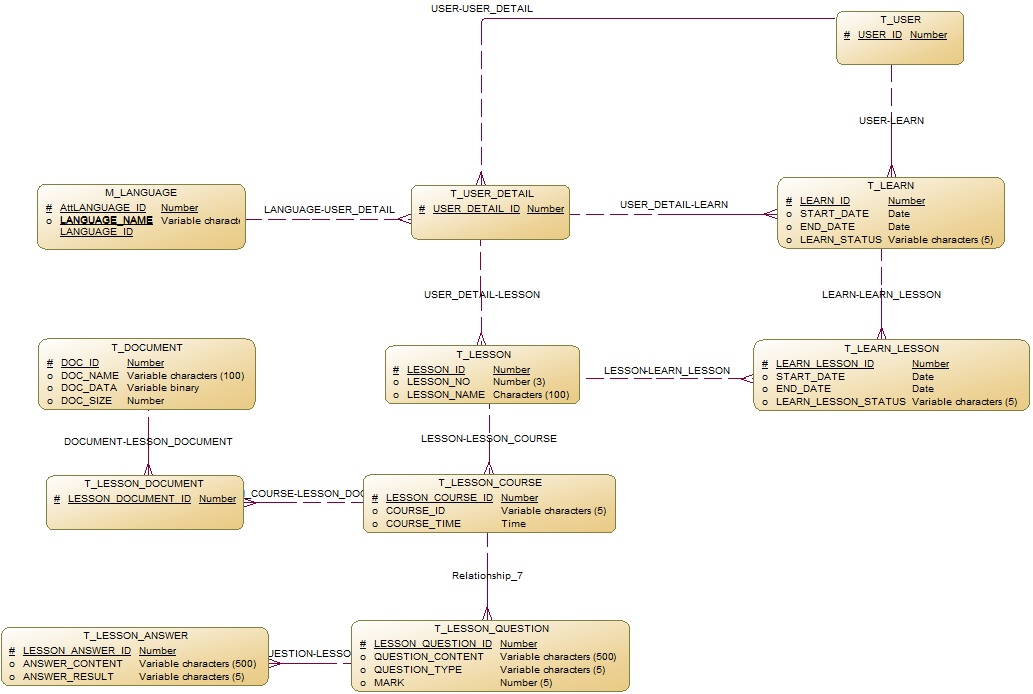 USER-USER_DETAIL
T_USER
# USER_ID Number
USER-LEARN
M_LANGUAGE
# AttLANGUAGE_ID Number
o LANGUAGE_NAME Variable charact
LANGUAGE_ID
LANGUAGE-USER_DETAIL
T_USER_DETAIL
# USER_DETAIL_ID Number
USER_DETAIL-LEARN
T_LEARN
# LEARN_ID Number
o START_DATE Date
o END_DATE Date
o LEARN_STATUS Variable characters (5)
USER_DETAIL-LESSON
LEARN-LEARN_LESSON
T_DOCUMENT
# DOC_ID Number
o DOC_NAME Variable characters (100)
o DOC_DATA Variable binary
o DOC_SIZE Number
T_LESSON
# LESSON_ID Number
o LESSON_NO Number (3)
o LESSON_NAME Characters (100)
LESSON-LEARN_LESSON
T_LEARN_LESSON
# LEARN_LESSON_ID Number
o START_DATE Date
o END_DATE Date
o LEARN_LESSON_STATUS Variable characters (5)
DOCUMENT-LESSON_DOCUMENT
LESSON-LESSON_COURSE
T_LESSON_DOCUMENT
# LESSON_DOCUMENT_ID Number
_COURSE-LESSON_DOC
T_LESSON_COURSE
# LESSON_COURSE_ID Number
o COURSE_ID Variable characters (5)
o COURSE_TIME Time
Relationship_7
T_LESSON_ANSWER
# LESSON_ANSWER_ID Number
o ANSWER_CONTENT Variable characters (500)
o ANSWER_RESULT Variable characters (5)
UESTION-LESSO
T_LESSON_QUESTION
# LESSON_QUESTION_ID Number
o QUESTION_CONTENT Variable characters (500)
o QUESTION_TYPE Variable characters (5)
o MARK Number (5)